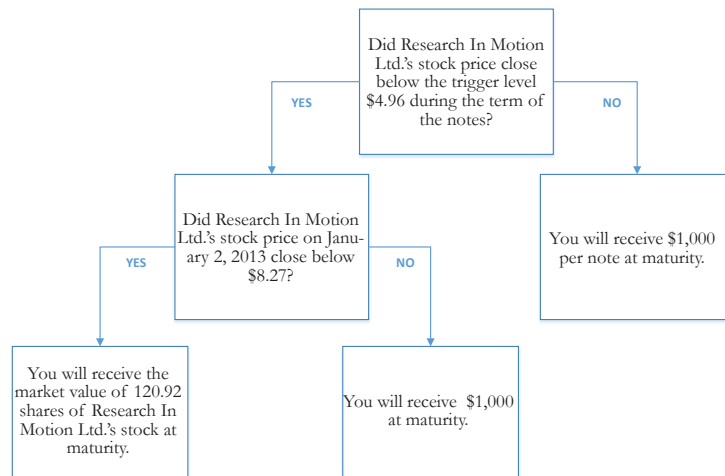 Did Research In Motion
Ltd.'s stock price close
below the trigger level
$4.96 during the term of
the notes?
YES
NO
Did Research In Motion
Ltd.'s stock price on Janu-
ary 2, 2013 close below
$8.27?
You will receive $1,000
per note at maturity.
YES
NO
You will receive the
market value of 120.92
shares of Research In
Motion Ltd.'s stock at
maturity.
You will receive $1,000
at maturity.